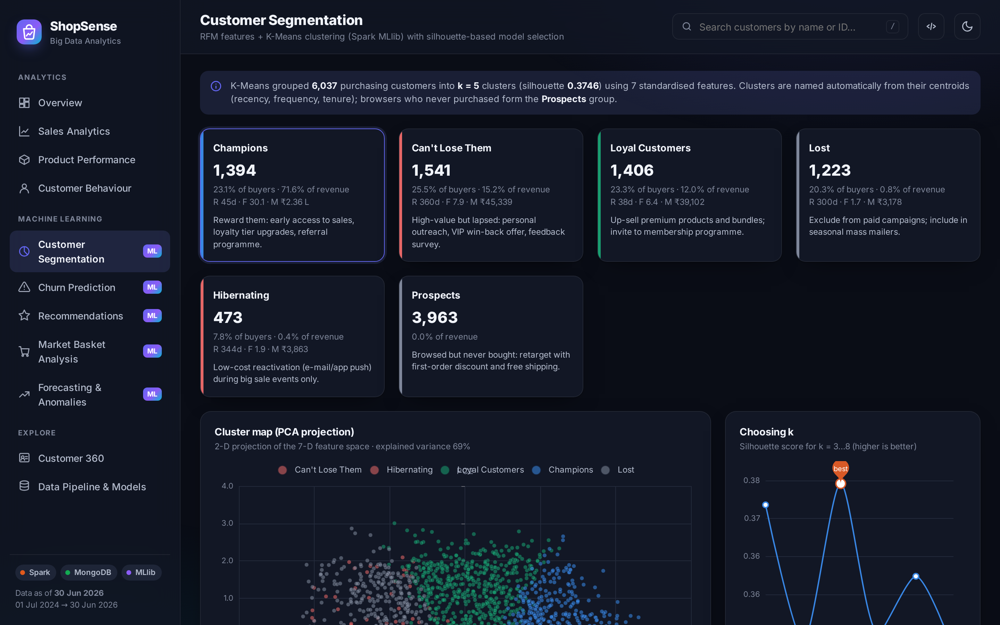 ShopSense
Big Data Analytics
ANALYTICS
Overview
Sales Analytics
Product Performance
Customer Behaviour
MACHINE LEARNING
Customer
Segmentation
ML
Churn Prediction
ML
Recommendations
ML
Market Basket
Analysis
ML
Forecasting &
Anomalies
ML
EXPLORE
Customer 360
Data Pipeline & Models
Spark
MongoDB
MLlib
Data as of 30 Jun 2026
01 Jul 2024 → 30 Jun 2026
Customer Segmentation
RFM features + K-Means clustering (Spark MLlib) with silhouette-based model selection
Search customers by name or ID...
/
K-Means grouped 6,037 purchasing customers into k = 5 clusters (silhouette 0.3746) using 7 standardised features. Clusters are named automatically from their centroids
(recency, frequency, tenure); browsers who never purchased form the Prospects group.
Champions
1,394
23.1% of buyers · 71.6% of revenue
R 45d · F 30.1 · M ₹2.36 L
Reward them: early access to sales,
loyalty tier upgrades, referral
programme.
Can't Lose Them
1,541
25.5% of buyers · 15.2% of revenue
R 360d · F 7.9 · M ₹45,339
High-value but lapsed: personal
outreach, VIP win-back offer, feedback
survey.
Loyal Customers
1,406
23.3% of buyers · 12.0% of revenue
R 38d · F 6.4 · M ₹39,102
Up-sell premium products and bundles;
invite to membership programme.
Lost
1,223
20.3% of buyers · 0.8% of revenue
R 300d · F 1.7 · M ₹3,178
Exclude from paid campaigns; include in
seasonal mass mailers.
Hibernating
473
7.8% of buyers · 0.4% of revenue
R 344d · F 1.9 · M ₹3,863
Low-cost reactivation (e-mail/app push)
during big sale events only.
Prospects
3,963
0.0% of revenue
Browsed but never bought: retarget with
first-order discount and free shipping.
Cluster map (PCA projection)
2-D projection of the 7-D feature space · explained variance 69%
Can't Lose Them
Hibernating
Loyal Customers
Champions
Lost
PC2
4.0
3.0
2.0
1.0
Choosing k
Silhouette score for k = 3...8 (higher is better)
best
0.38
0.37
0.36
0.36